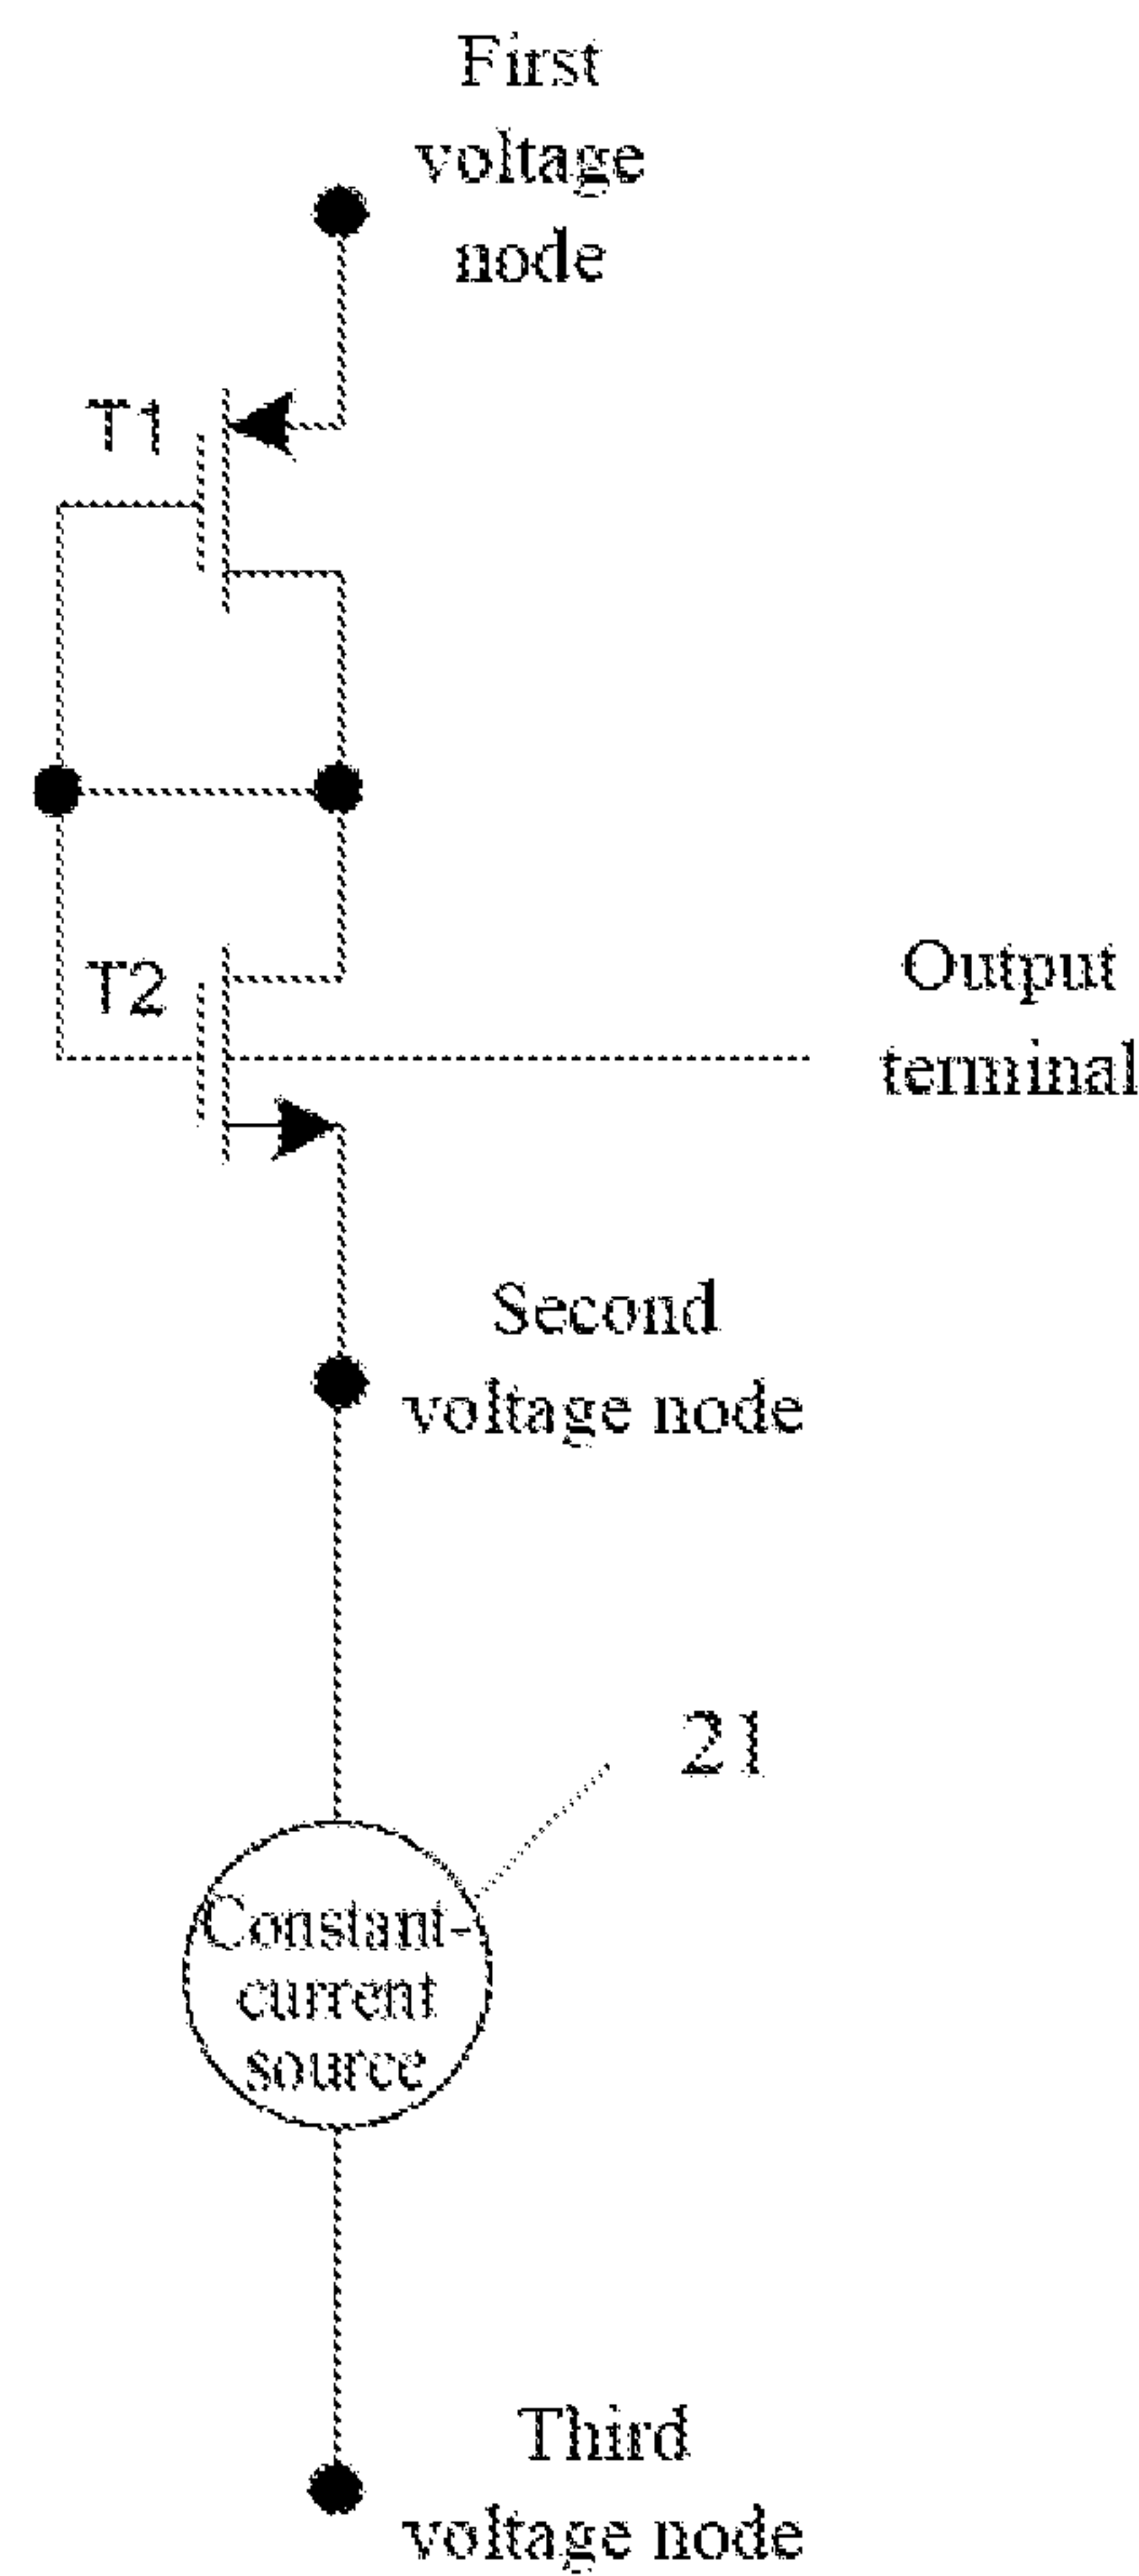 First
voltage
node
T1
T2
Output
terminal
Second
voltage node
21
Constant-
current
source
Third
voltage node